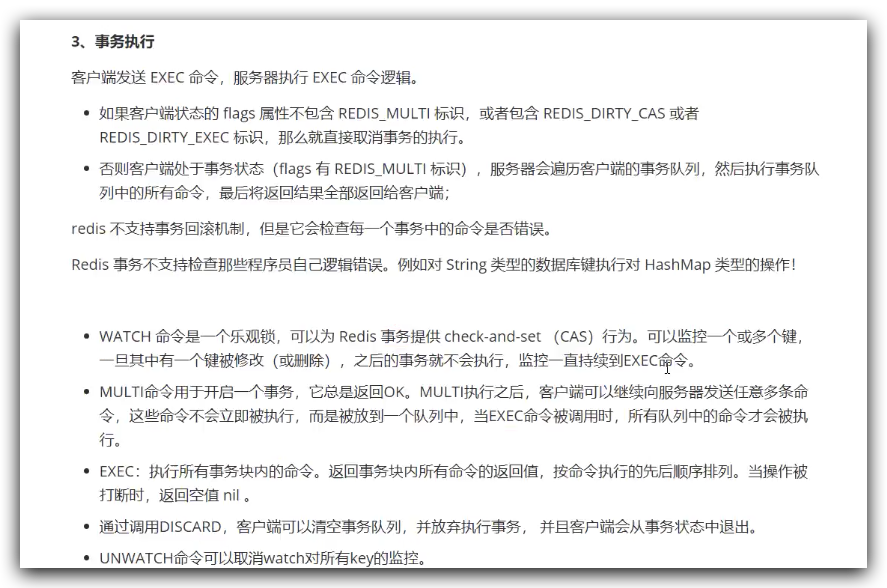 3、事务执行
客户端发送 EXEC 命令，服务器执行 EXEC 命令逻辑。
如果客户端状态的 flags 属性不包含 REDIS_MULTI 标识，或者包含 REDIS_DIRTY_CAS 或者
REDIS_DIRTY_EXEC 标识，那么就直接取消事务的执行。
否则客户端处于事务状态（flags 有 REDIS_MULTI 标识），服务器会遍历客户端的事务队列，然后执行事务队
列中的所有命令，最后将返回结果全部返回给客户端；
redis 不支持事务回滚机制，但是它会检查每一个事务中的命令是否错误。
Redis 事务不支持检查那些程序员自己逻辑错误。例如对 String 类型的数据库键执行对 HashMap 类型的操作！
WATCH 命令是一个乐观锁，可以为 Redis 事务提供 check-and-set （CAS）行为。可以监控一个或多个键，
一旦其中有一个键被修改（或删除），之后的事务就不会执行，监控一直持续到EXEC命令。
MULTI命令用于开启一个事务，它总是返回OK。MULTI执行之后，客户端可以继续向服务器发送任意多条命
令，这些命令不会立即被执行，而是被放到一个队列中，当EXEC命令被调用时，所有队列中的命令才会被执
行。
EXEC：执行所有事务块内的命令。返回事务块内所有命令的返回值，按命令执行的先后顺序排列。当操作被
打断时，返回空值 nil 。
通过调用DISCARD，客户端可以清空事务队列，并放弃执行事务， 并且客户端会从事务状态中退出。
UNWATCH命令可以取消watch对所有key的监控。